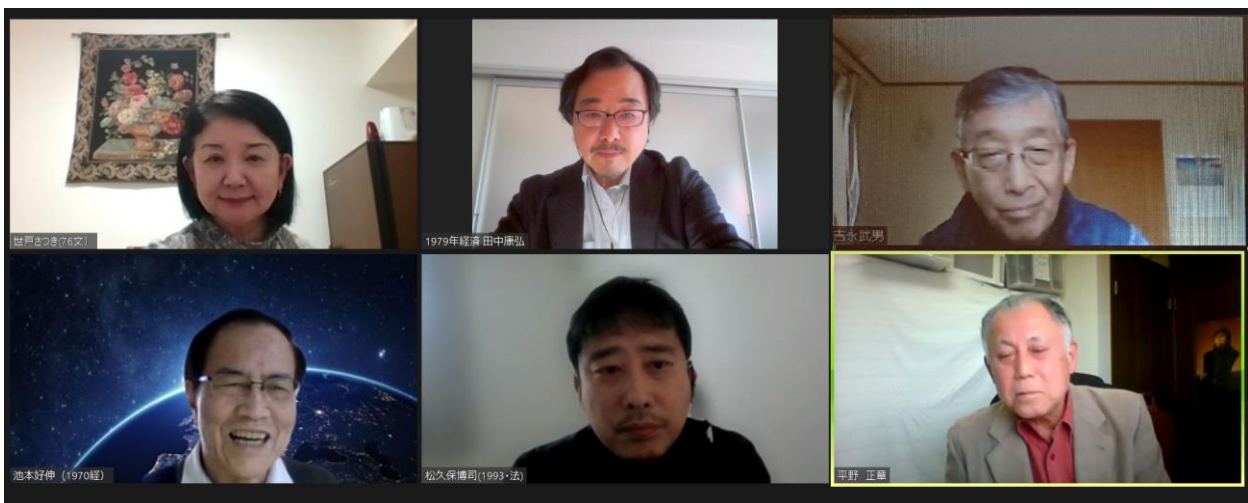 世戸さつき(76文)
1979年経済 田中康弘
吉永武男
池本好伸（1970経）
松久保博司(1993・法)
平野 正章